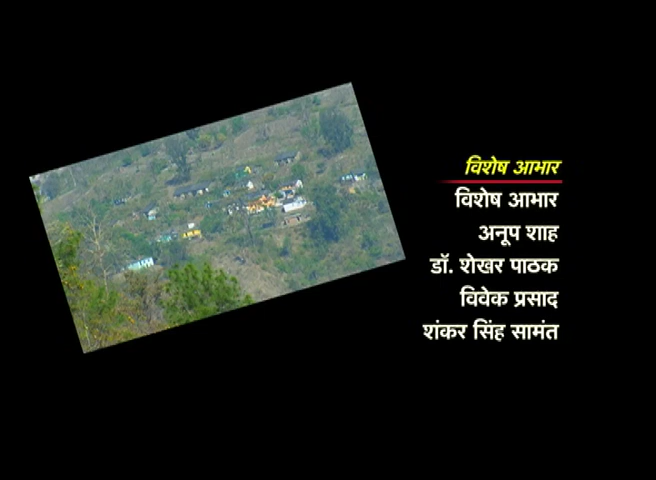 विशेष आभार
विशेष आभार
अनूप शाह
डॉ. शेखर पाठक
विवेक प्रसाद
शंकर सिंह सामंत